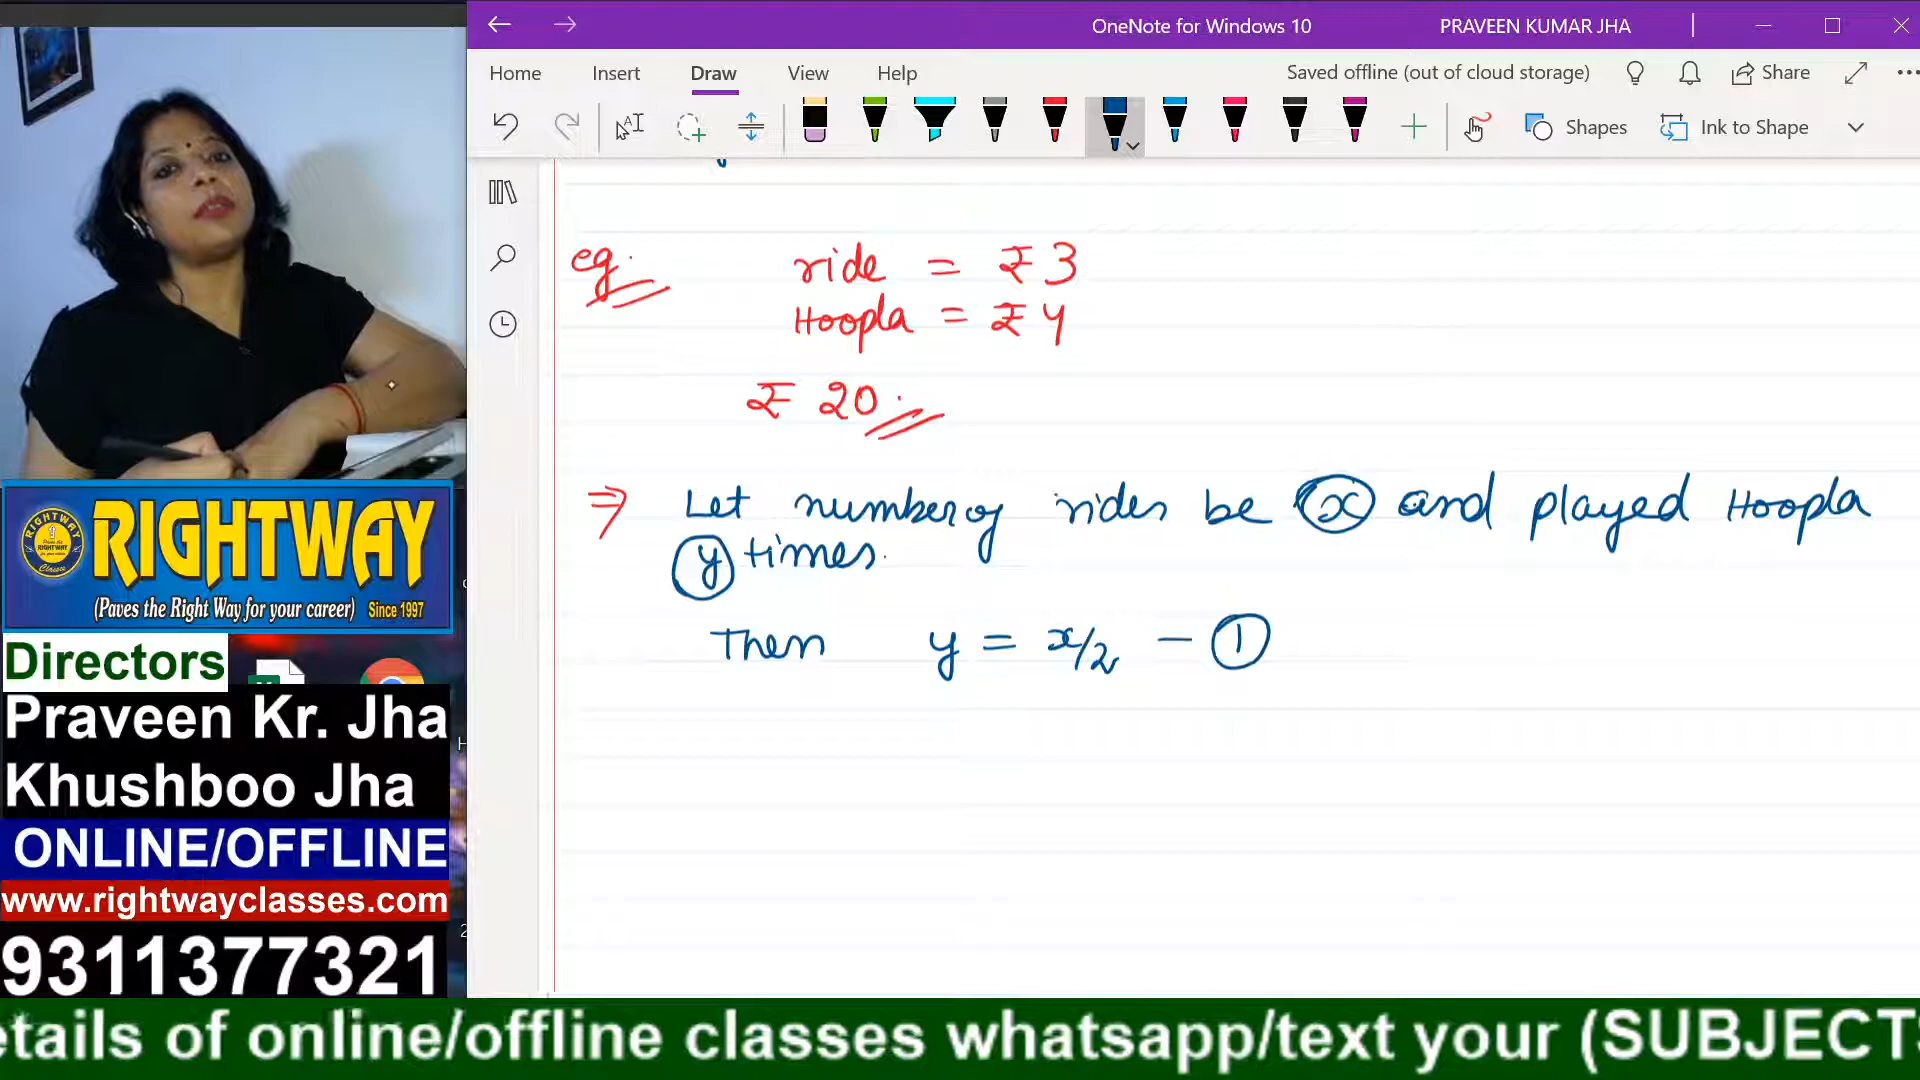 OneNote for Windows 10
PRAVEEN KUMAR JHA
Home Insert Draw View Help
Saved offline (out of cloud storage) Share
Shapes Ink to Shape
eg. ride = ₹ 3
Hoopla = ₹ 4
₹ 20
⇒ Let number of rides be x and played Hoopla
y times.
Then y = x/2 - 1
RIGHTWAY
RIGHTWAY
Classes
(Paves the Right Way for your career) Since 1997
Directors
Praveen Kr. Jha
Khushboo Jha
ONLINE/OFFLINE
www.rightwayclasses.com
9311377321
etails of online/offline classes whatsapp/text your (SUBJECTS